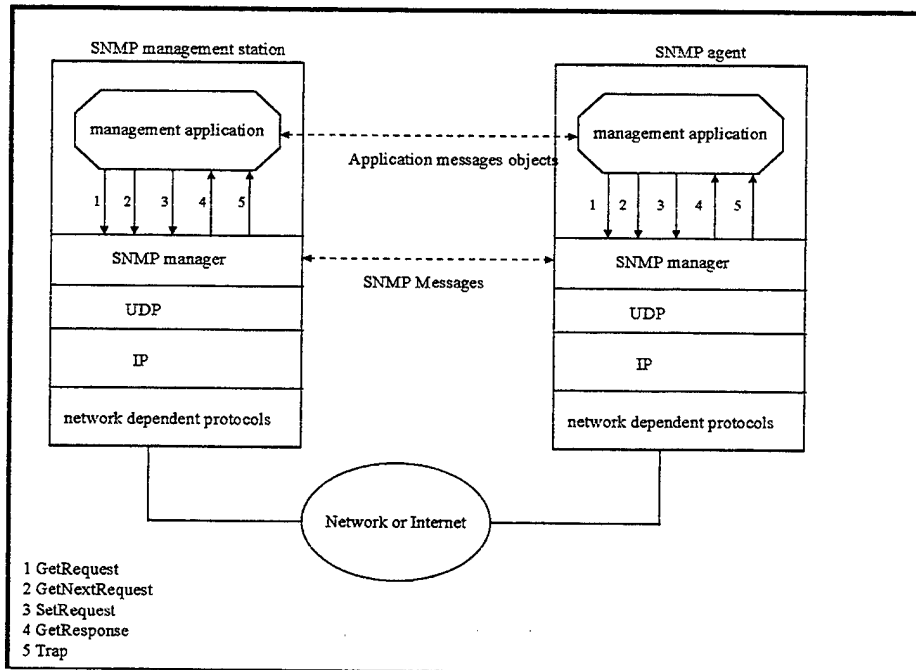 SNMP management station
SNMP agent
management application
management application
Application messages objects
1 2 3 4 5
1 2 3 4 5
SNMP manager
SNMP manager
SNMP Messages
UDP
UDP
IP
IP
network dependent protocols
network dependent protocols
Network or Internet
1 GetRequest
2 GetNextRequest
3 SetRequest
4 GetResponse
5 Trap